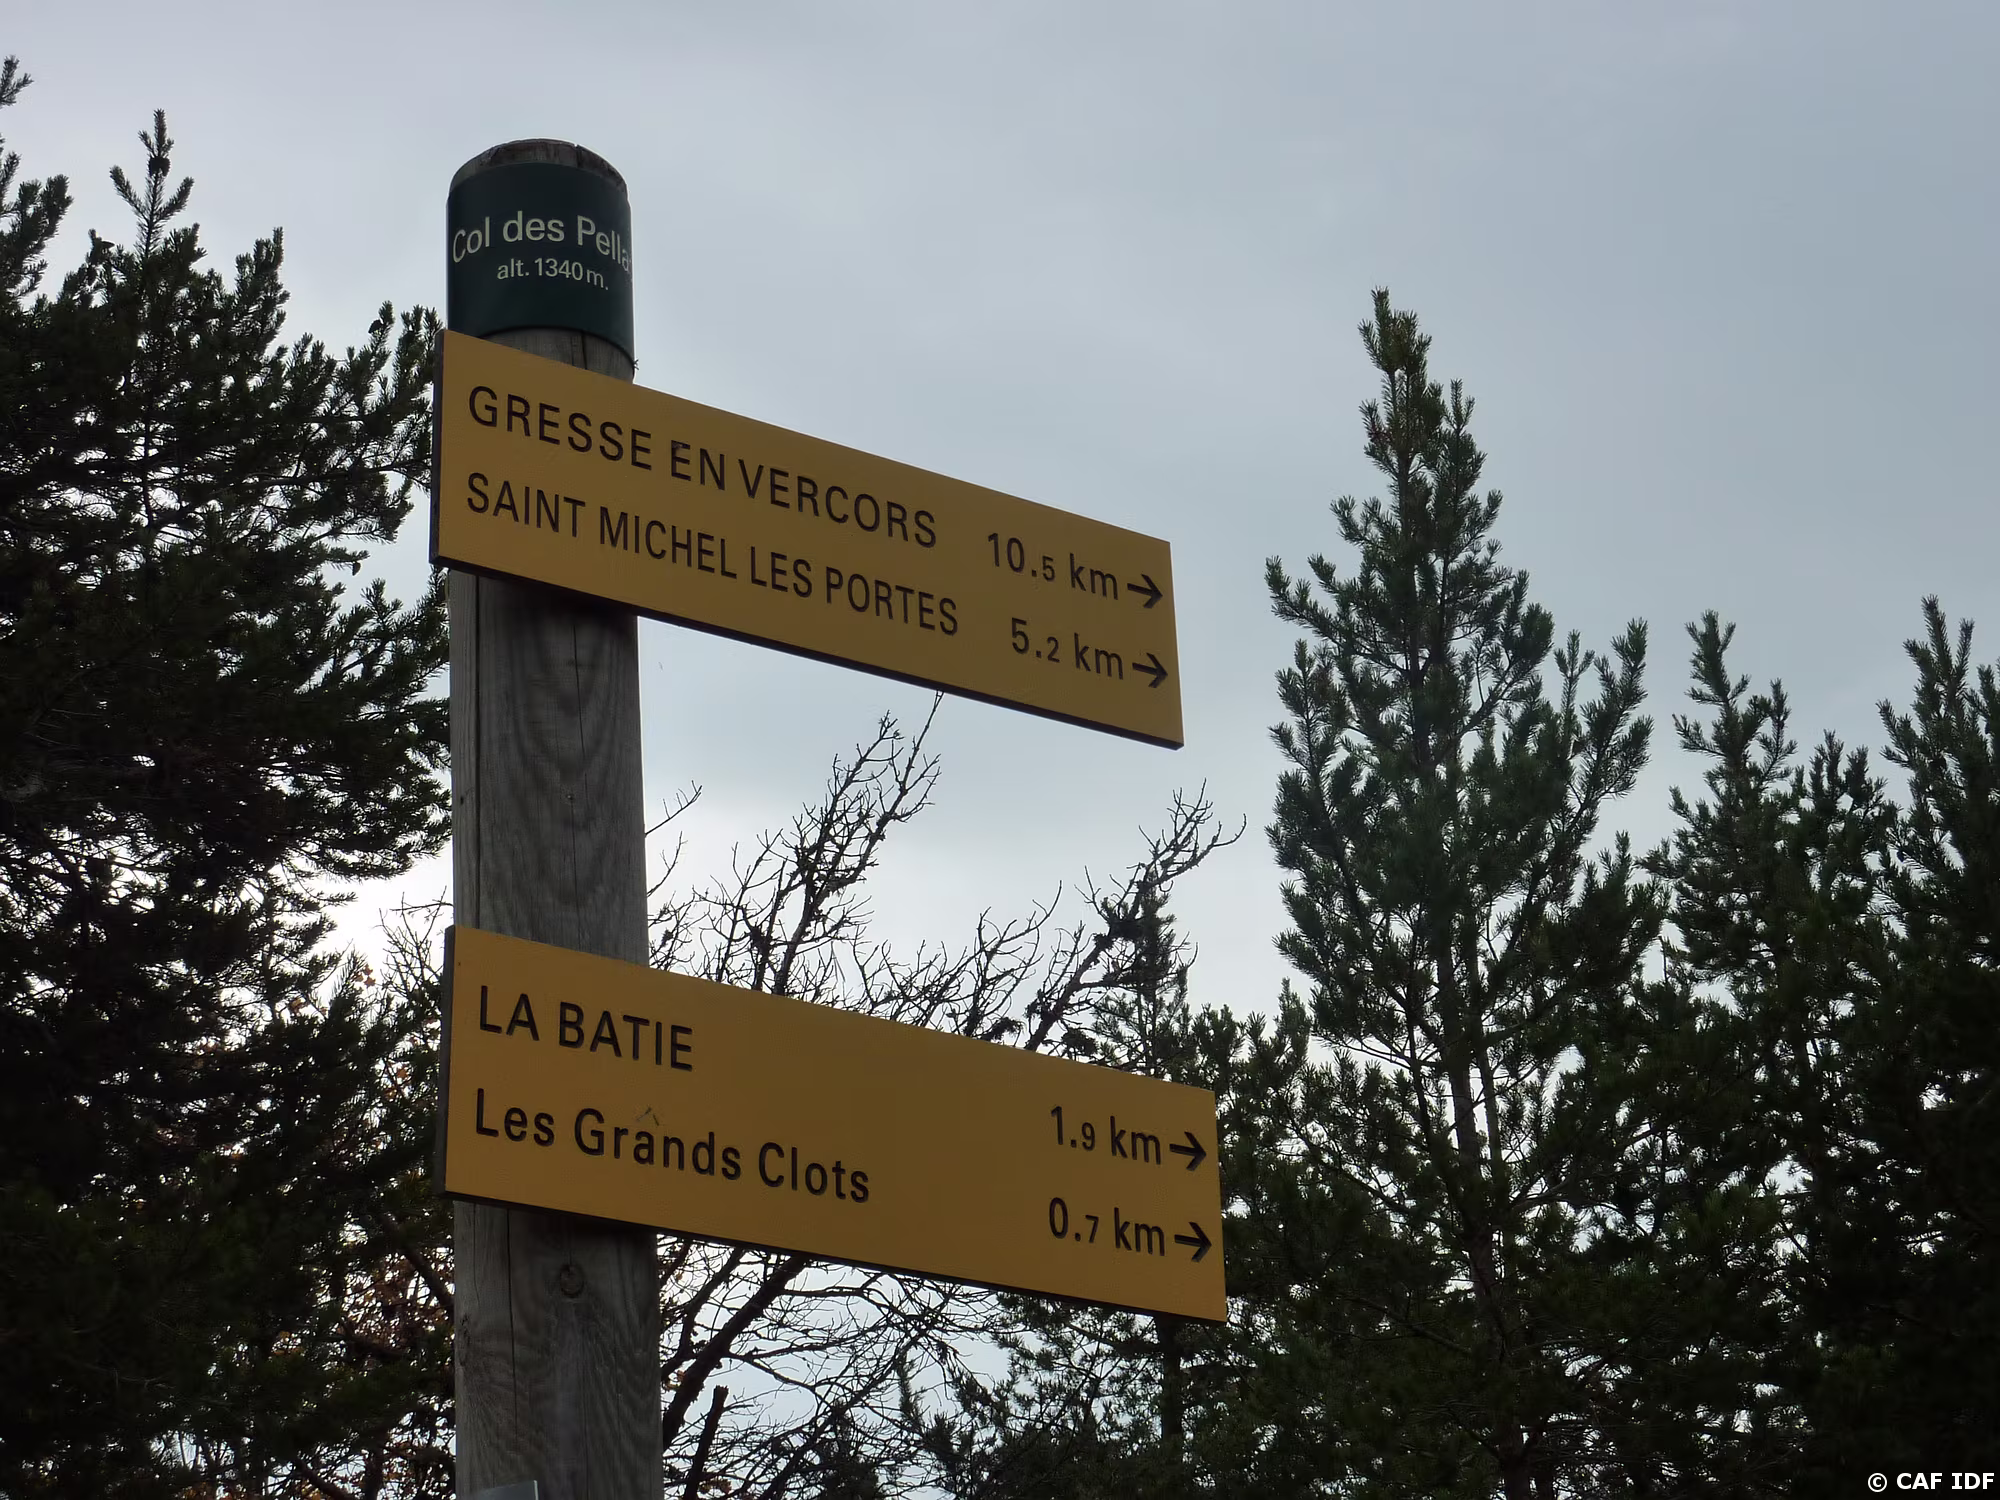 Col des Pella
alt. 1340 m.
GRESSE EN VERCORS 10.5 km →
SAINT MICHEL LES PORTES 5.2 km →
LA BATIE 1.9 km →
Les Grands Clots 0.7 km →
© CAF IDF